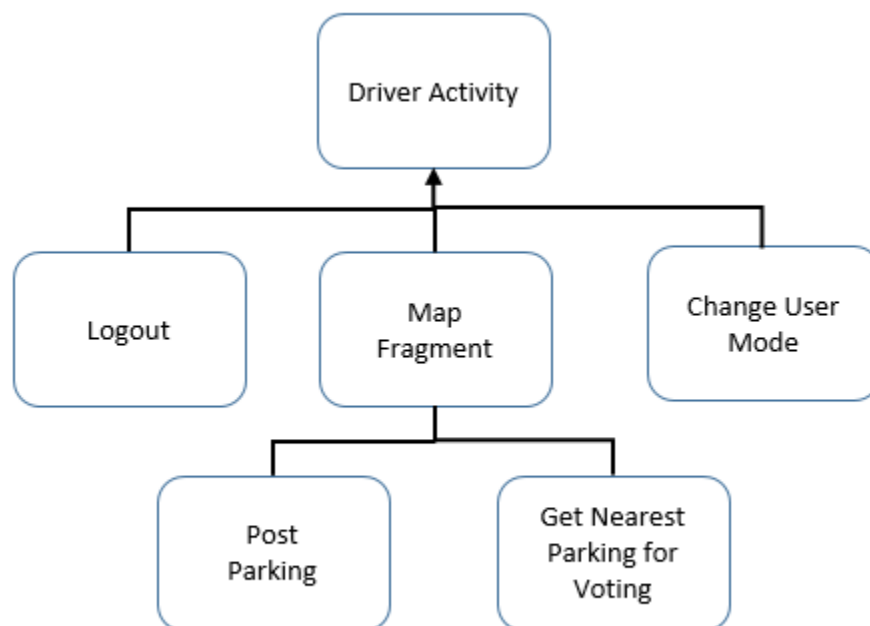 Driver Activity
Logout
Map
Fragment
Change User
Mode
Post
Parking
Get Nearest
Parking for
Voting